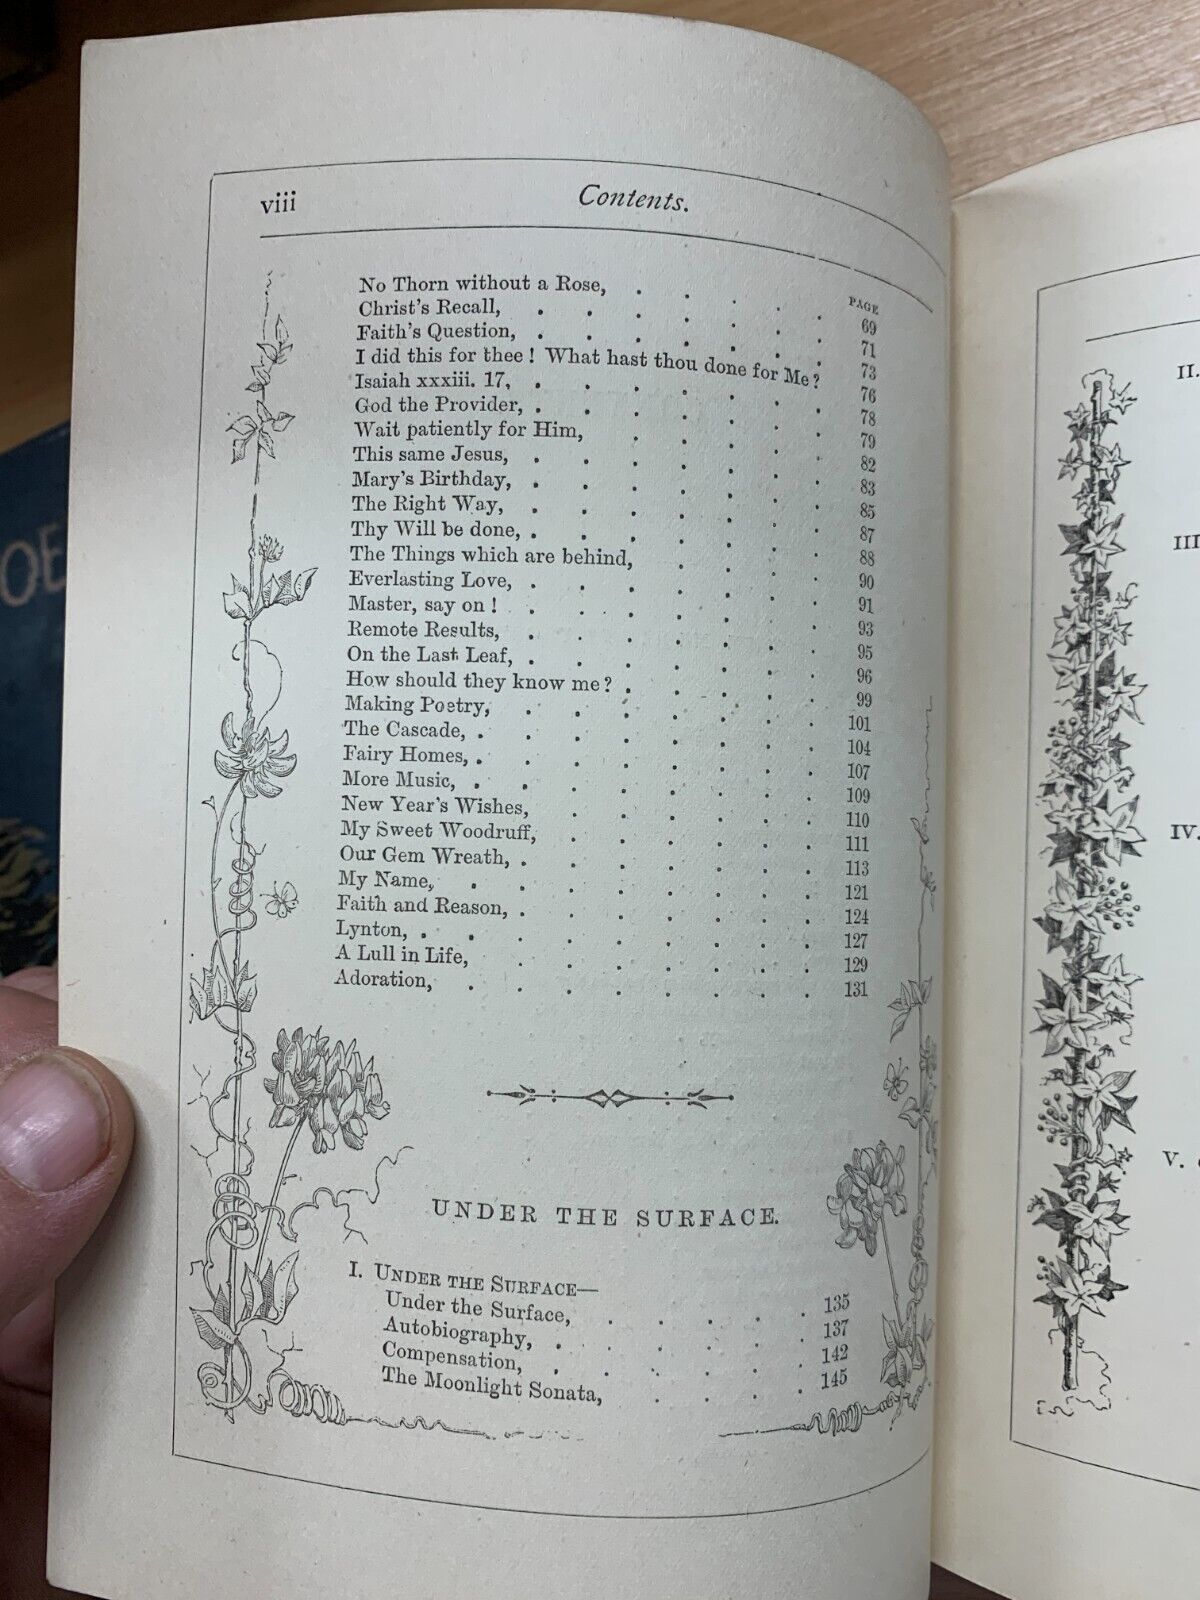 viii Contents.
PAGE
No Thorn without a Rose, . . . . . 69
Christ's Recall, . . . . . . 71
Faith's Question, . . . . . . 73
I did this for thee! What hast thou done for Me? 76
Isaiah xxxiii. 17, . . . . . . . 78
God the Provider, . . . . . . . 79
Wait patiently for Him, . . . . . 82
This same Jesus, . . . . . . . 83
Mary's Birthday, . . . . . . . 85
The Right Way, . . . . . . . 87
Thy Will be done, . . . . . . . 88
The Things which are behind, . . . . 90
Everlasting Love, . . . . . . . 91
Master, say on! . . . . . . . 93
Remote Results, . . . . . . . 95
On the Last Leaf, . . . . . . . 96
How should they know me? . . . . . 99
Making Poetry, . . . . . . . 101
The Cascade, . . . . . . . . 104
Fairy Homes, . . . . . . . . 107
More Music, . . . . . . . . 109
New Year's Wishes, . . . . . . 110
My Sweet Woodruff, . . . . . . 111
Our Gem Wreath, . . . . . . . 113
My Name, . . . . . . . . 121
Faith and Reason, . . . . . . . 124
Lynton, . . . . . . . . . 127
A Lull in Life, . . . . . . . 129
Adoration, . . . . . . . . 131
UNDER THE SURFACE.
I. UNDER THE SURFACE—
Under the Surface, . . . . . 135
Autobiography, . . . . . . 137
Compensation, . . . . . . 142
The Moonlight Sonata, . . . . 145
II.
III
IV.
V.
OE